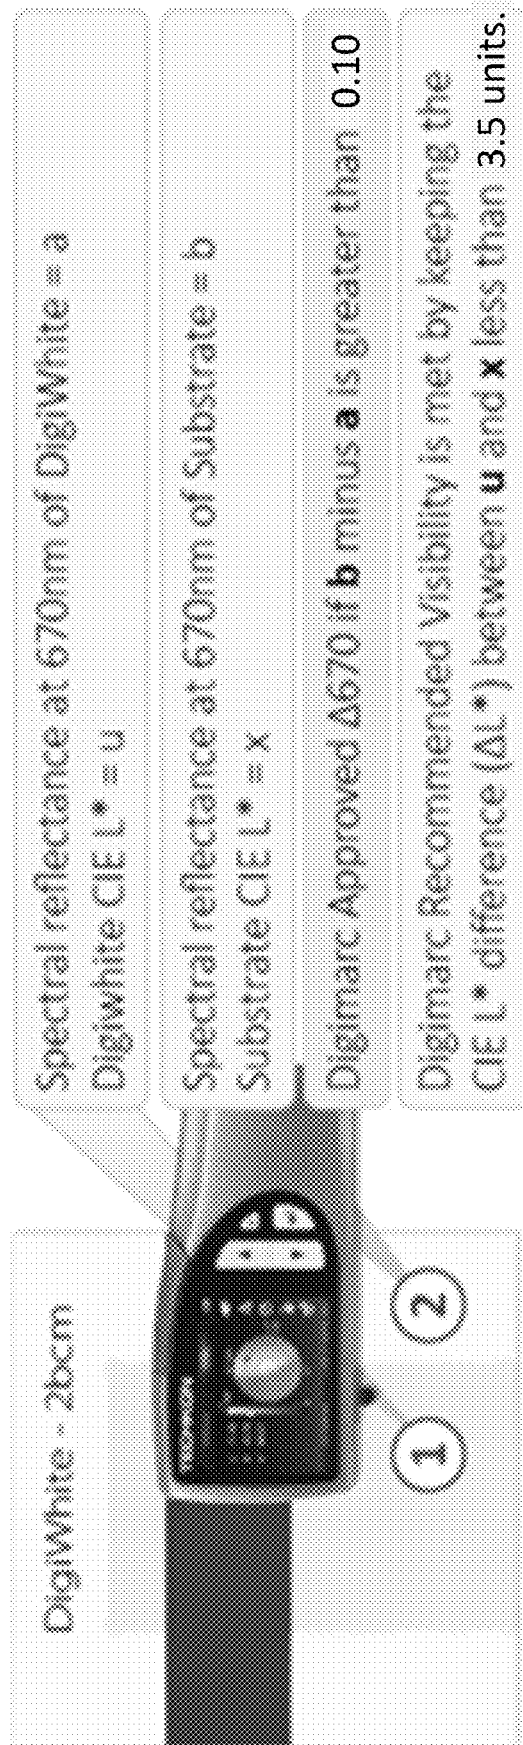 DigiWhite - 2bcm
TECHKON
1
2
Spectral reflectance at 670nm of DigiWhite = a
Digiwhite CIE L* = u
Spectral reflectance at 670nm of Substrate = b
Substrate CIE L* = x
Digimarc Approved Δ670 if b minus a is greater than 0.10
Digimarc Recommended Visibility is met by keeping the
CIE L* difference (ΔL*) between u and x less than 3.5 units.